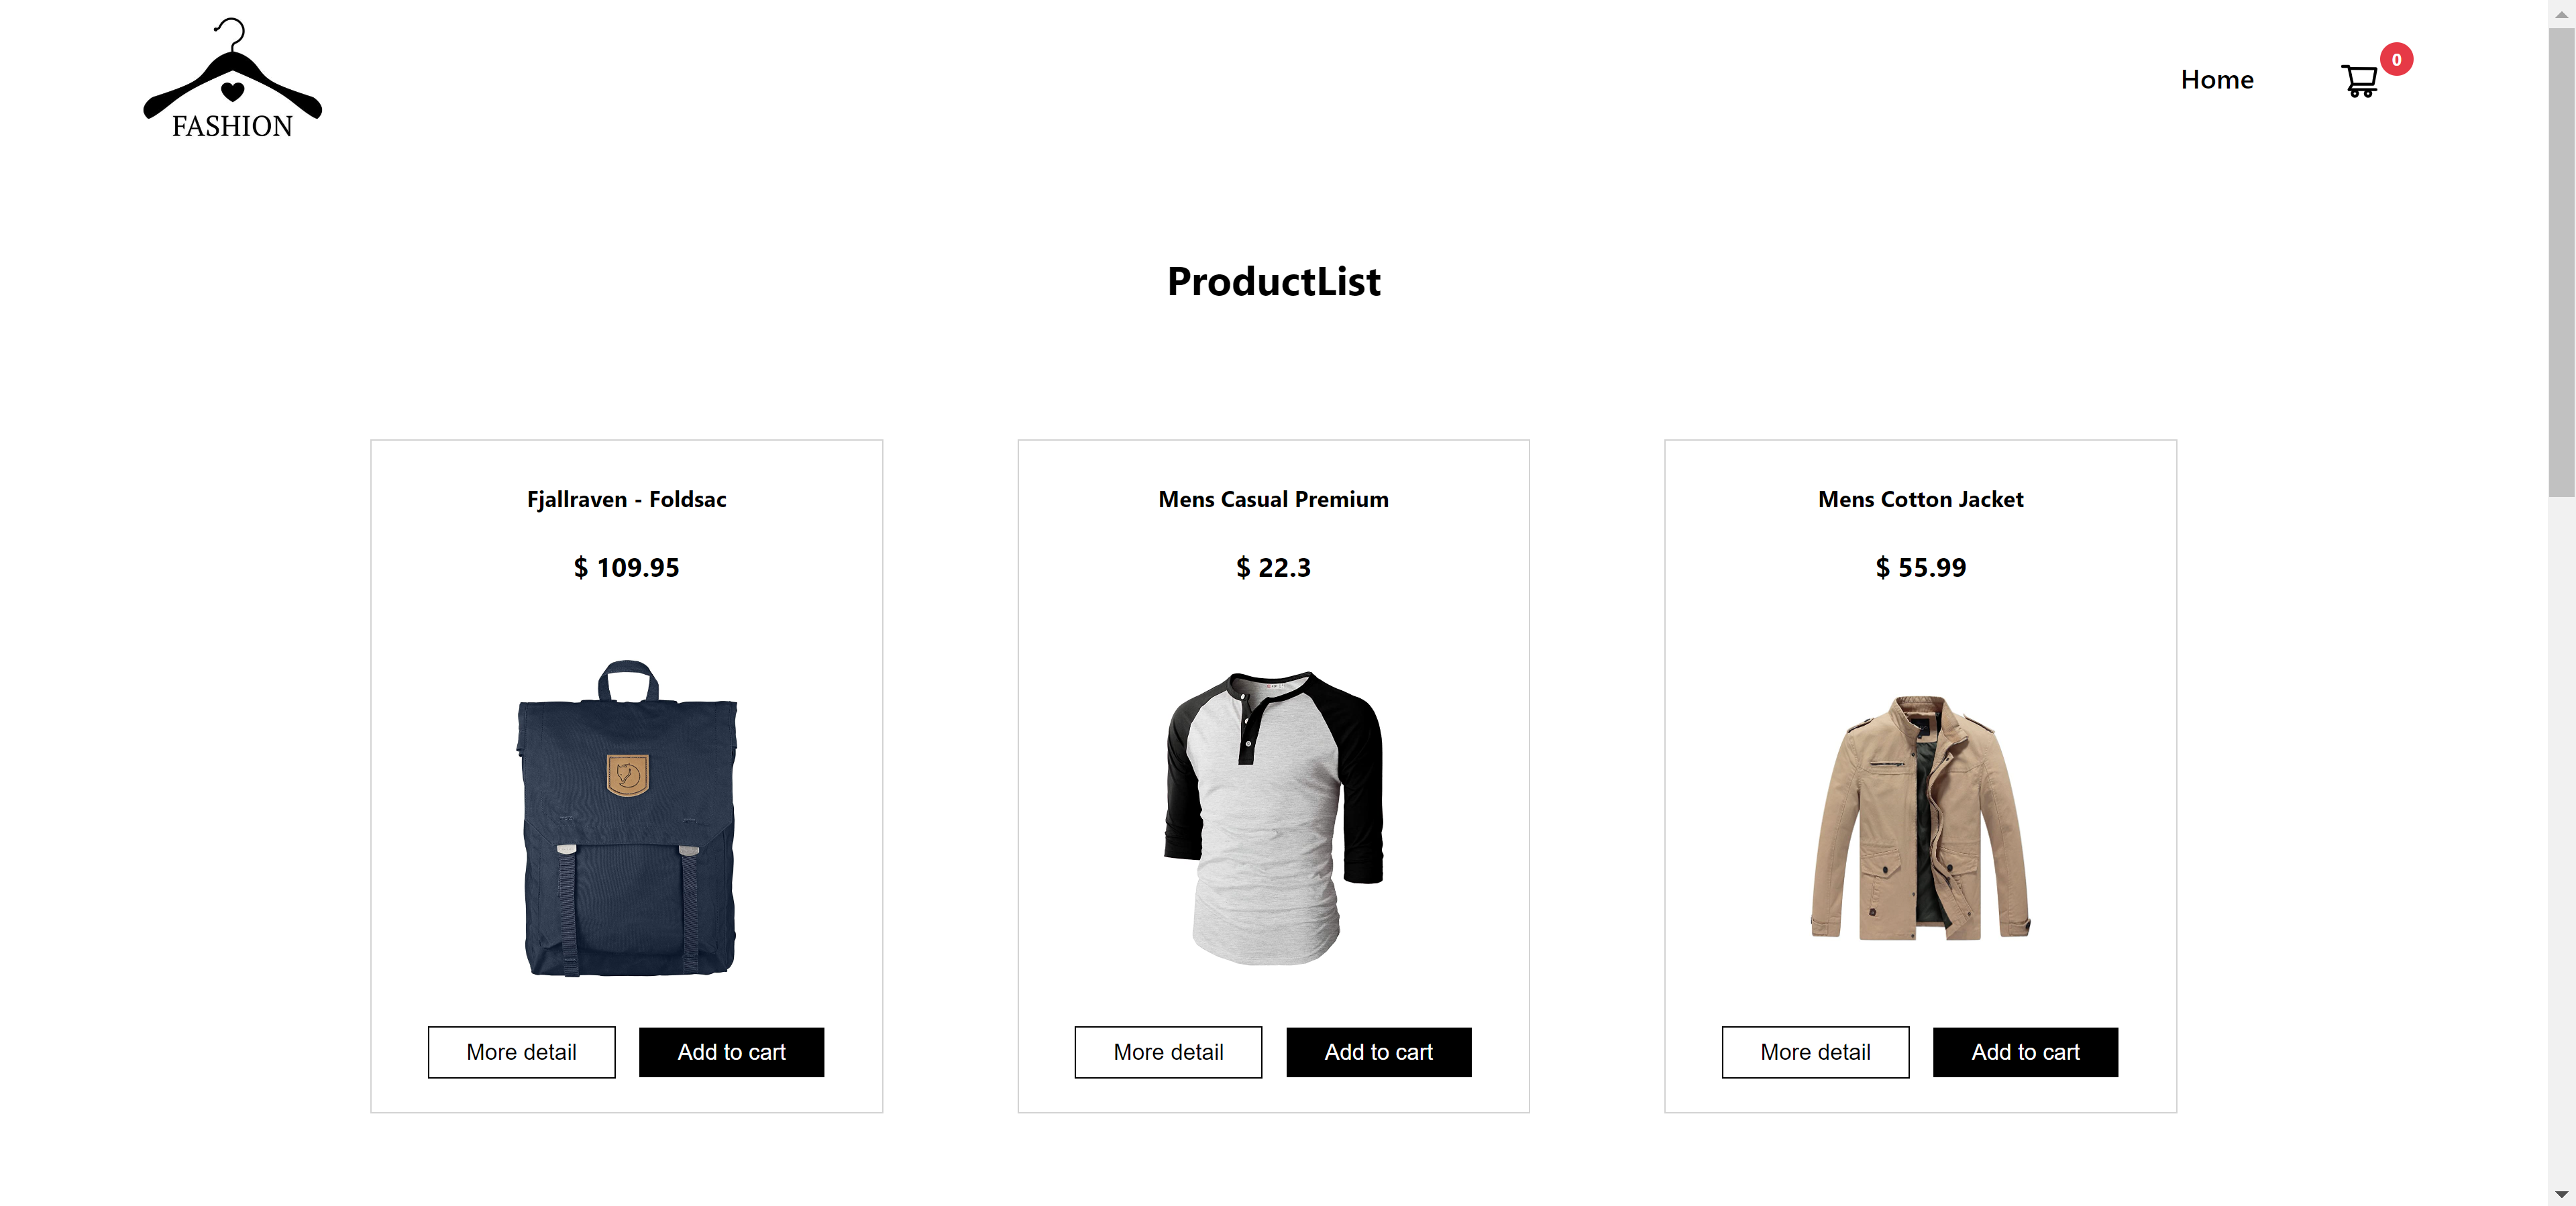 FASHION
Home
0
ProductList
Fjallraven - Foldsac
$ 109.95
More detail
Add to cart
Mens Casual Premium
$ 22.3
More detail
Add to cart
Mens Cotton Jacket
$ 55.99
More detail
Add to cart